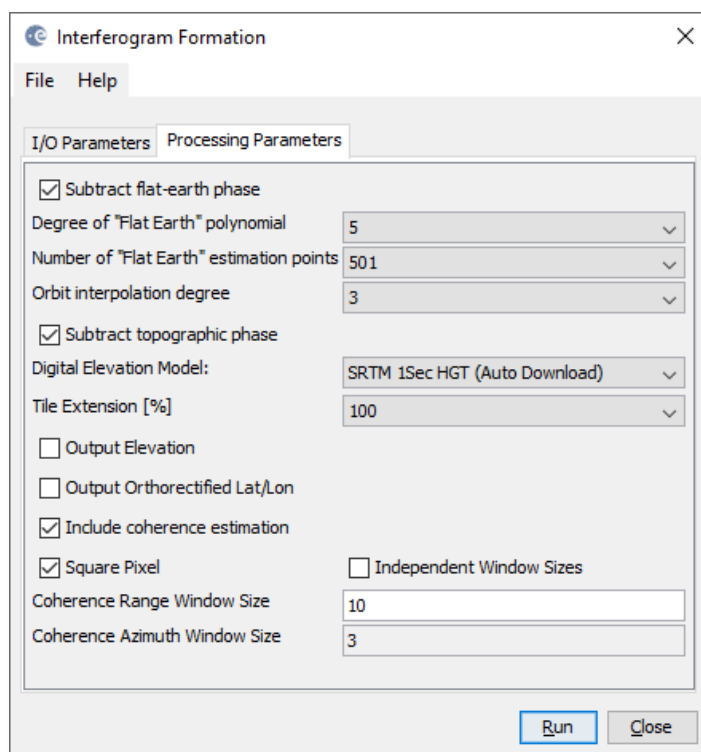 Interferogram Formation
File Help
I/O Parameters Processing Parameters
Subtract flat-earth phase
Degree of "Flat Earth" polynomial 5
Number of "Flat Earth" estimation points 501
Orbit interpolation degree 3
Subtract topographic phase
Digital Elevation Model: SRTM 1Sec HGT (Auto Download)
Tile Extension [%] 100
Output Elevation
Output Orthorectified Lat/Lon
Include coherence estimation
Square Pixel Independent Window Sizes
Coherence Range Window Size 10
Coherence Azimuth Window Size 3
Run Close